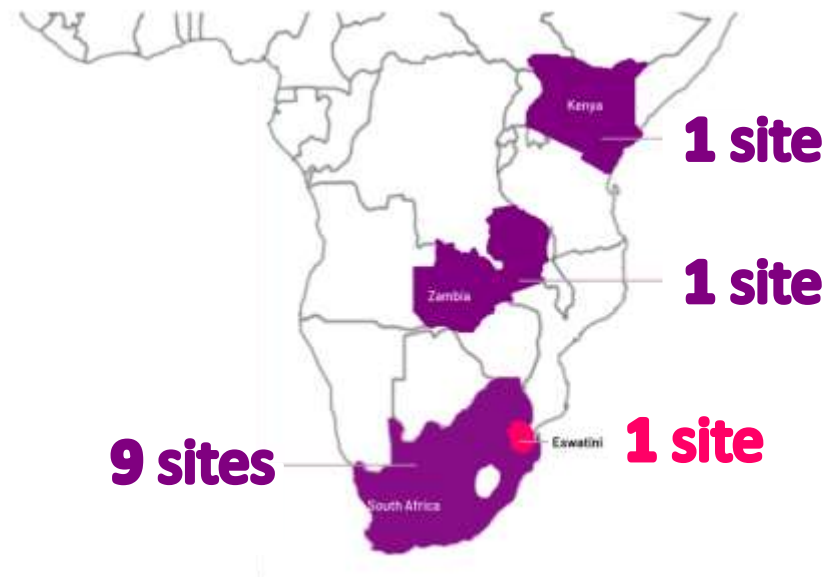 Kenya
1 site
1 site
Zambia
Eswatini
1 site
9 sites
South Africa